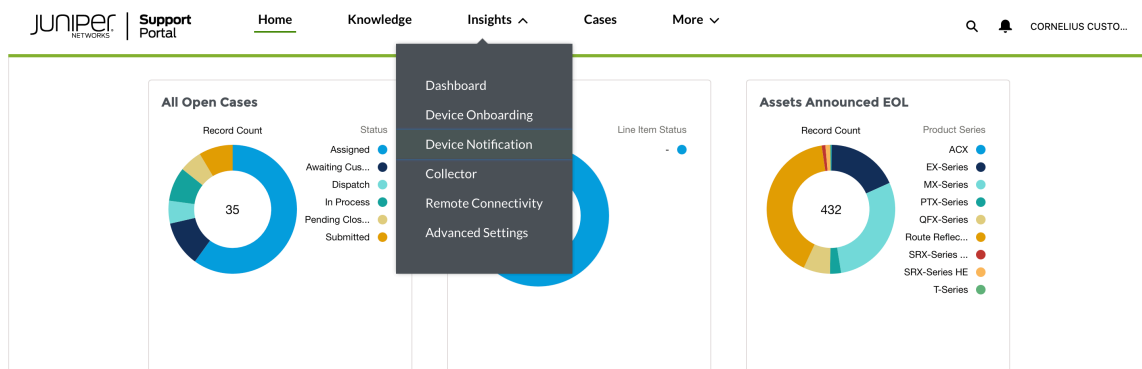 JUNIPER NETWORKS Support Portal
Home
Knowledge
Insights
Cases
More
CORNELIUS CUSTO...
Dashboard
Device Onboarding
Device Notification
Collector
Remote Connectivity
Advanced Settings
All Open Cases
Record Count
35
Status
Assigned
Awaiting Cus...
Dispatch
In Process
Pending Clos...
Submitted
Line Item Status
-
Assets Announced EOL
Record Count
432
Product Series
ACX
EX-Series
MX-Series
PTX-Series
QFX-Series
Route Reflec...
SRX-Series ...
SRX-Series HE
T-Series